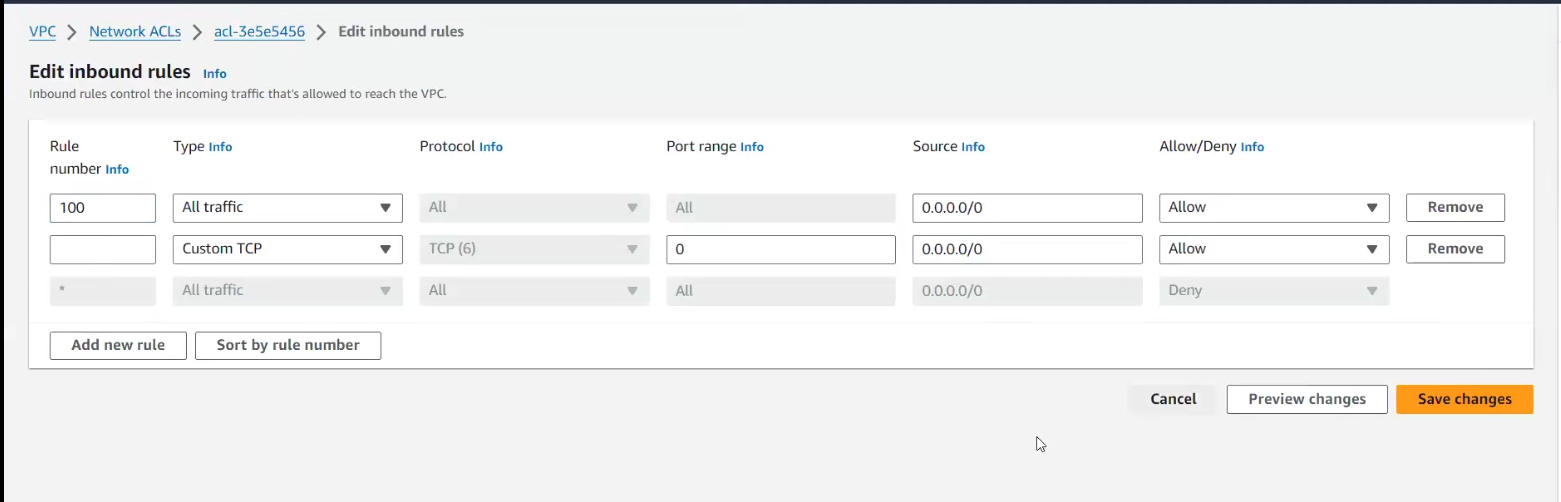 VPC > Network ACLs > acl-3e5e5456 > Edit inbound rules
Edit inbound rules Info
Inbound rules control the incoming traffic that's allowed to reach the VPC.
Rule number Info Type Info Protocol Info Port range Info Source Info Allow/Deny Info
100 All traffic All All 0.0.0.0/0 Allow Remove
Custom TCP TCP (6) 0 0.0.0.0/0 Allow Remove
* All traffic All All 0.0.0.0/0 Deny
Add new rule Sort by rule number
Cancel Preview changes Save changes